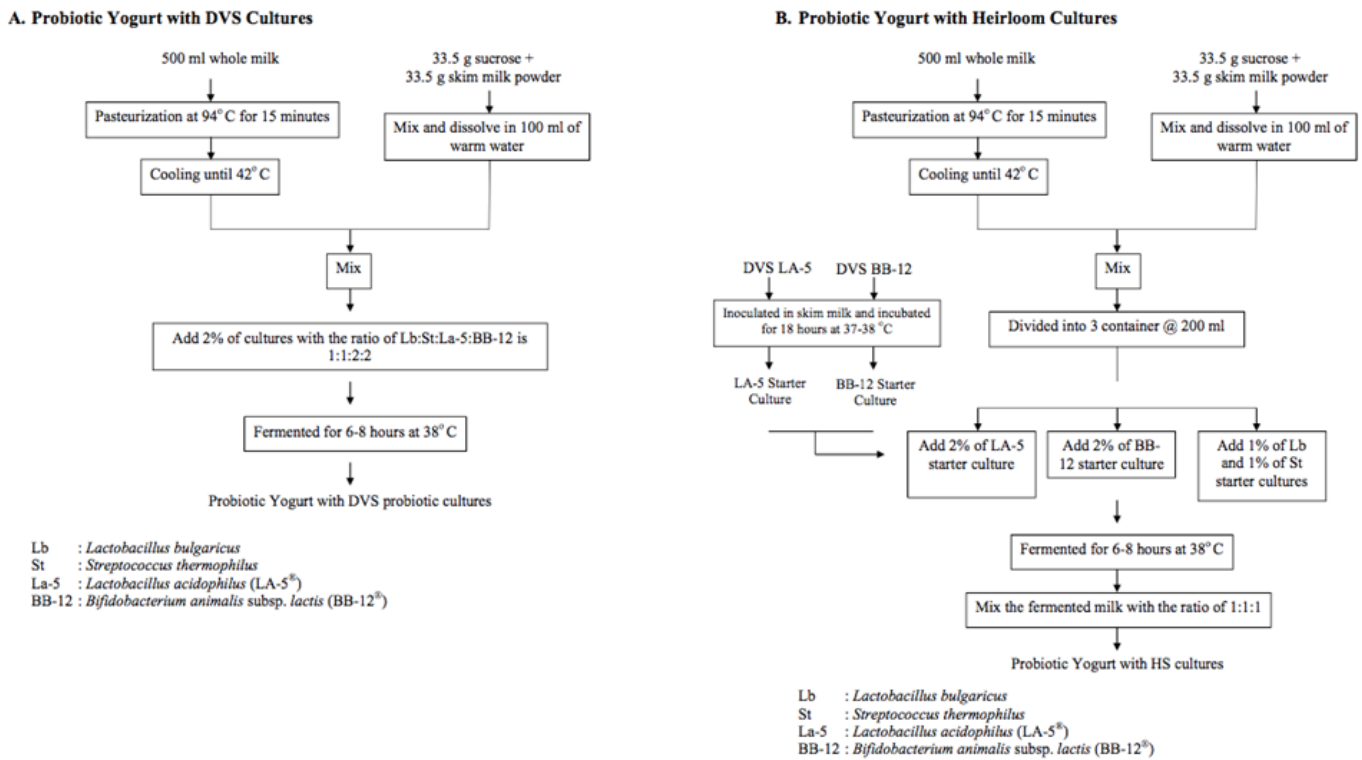 A. Probiotic Yogurt with DVS Cultures
500 ml whole milk
33.5 g sucrose +
33.5 g skim milk powder
Pasteurization at 94°C for 15 minutes
Mix and dissolve in 100 ml of
warm water
Cooling until 42°C
Mix
Add 2% of cultures with the ratio of Lb:St:La-5:BB-12 is
1:1:2:2
Fermented for 6-8 hours at 38°C
Probiotic Yogurt with DVS probiotic cultures
Lb : Lactobacillus bulgaricus
St : Streptococcus thermophilus
La-5 : Lactobacillus acidophilus (LA-5®)
BB-12 : Bifidobacterium animalis subsp. lactis (BB-12®)
B. Probiotic Yogurt with Heirloom Cultures
500 ml whole milk
33.5 g sucrose +
33.5 g skim milk powder
Pasteurization at 94°C for 15 minutes
Mix and dissolve in 100 ml of
warm water
Cooling until 42°C
Mix
DVS LA-5 DVS BB-12
Inoculated in skim milk and incubated
for 18 hours at 37-38 °C
Divided into 3 container @ 200 ml
LA-5 Starter
Culture
BB-12 Starter
Culture
Add 2% of LA-5
starter culture
Add 2% of BB-
12 starter culture
Add 1% of Lb
and 1% of St
starter cultures
Fermented for 6-8 hours at 38°C
Mix the fermented milk with the ratio of 1:1:1
Probiotic Yogurt with HS cultures
Lb : Lactobacillus bulgaricus
St : Streptococcus thermophilus
La-5 : Lactobacillus acidophilus (LA-5®)
BB-12 : Bifidobacterium animalis subsp. lactis (BB-12®)